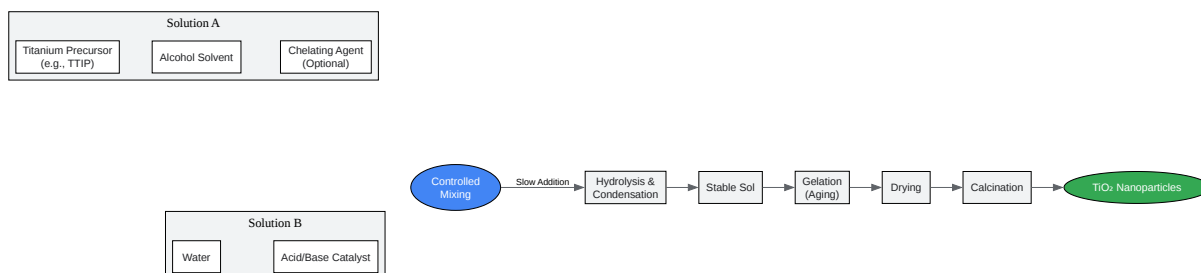 Solution A
Titanium Precursor
(e.g., TTIP)
Alcohol Solvent
Chelating Agent
(Optional)
Controlled
Mixing
Slow Addition
Hydrolysis &
Condensation
Stable Sol
Gelation
(Aging)
Drying
Calcination
TiO₂ Nanoparticles
Solution B
Water
Acid/Base Catalyst